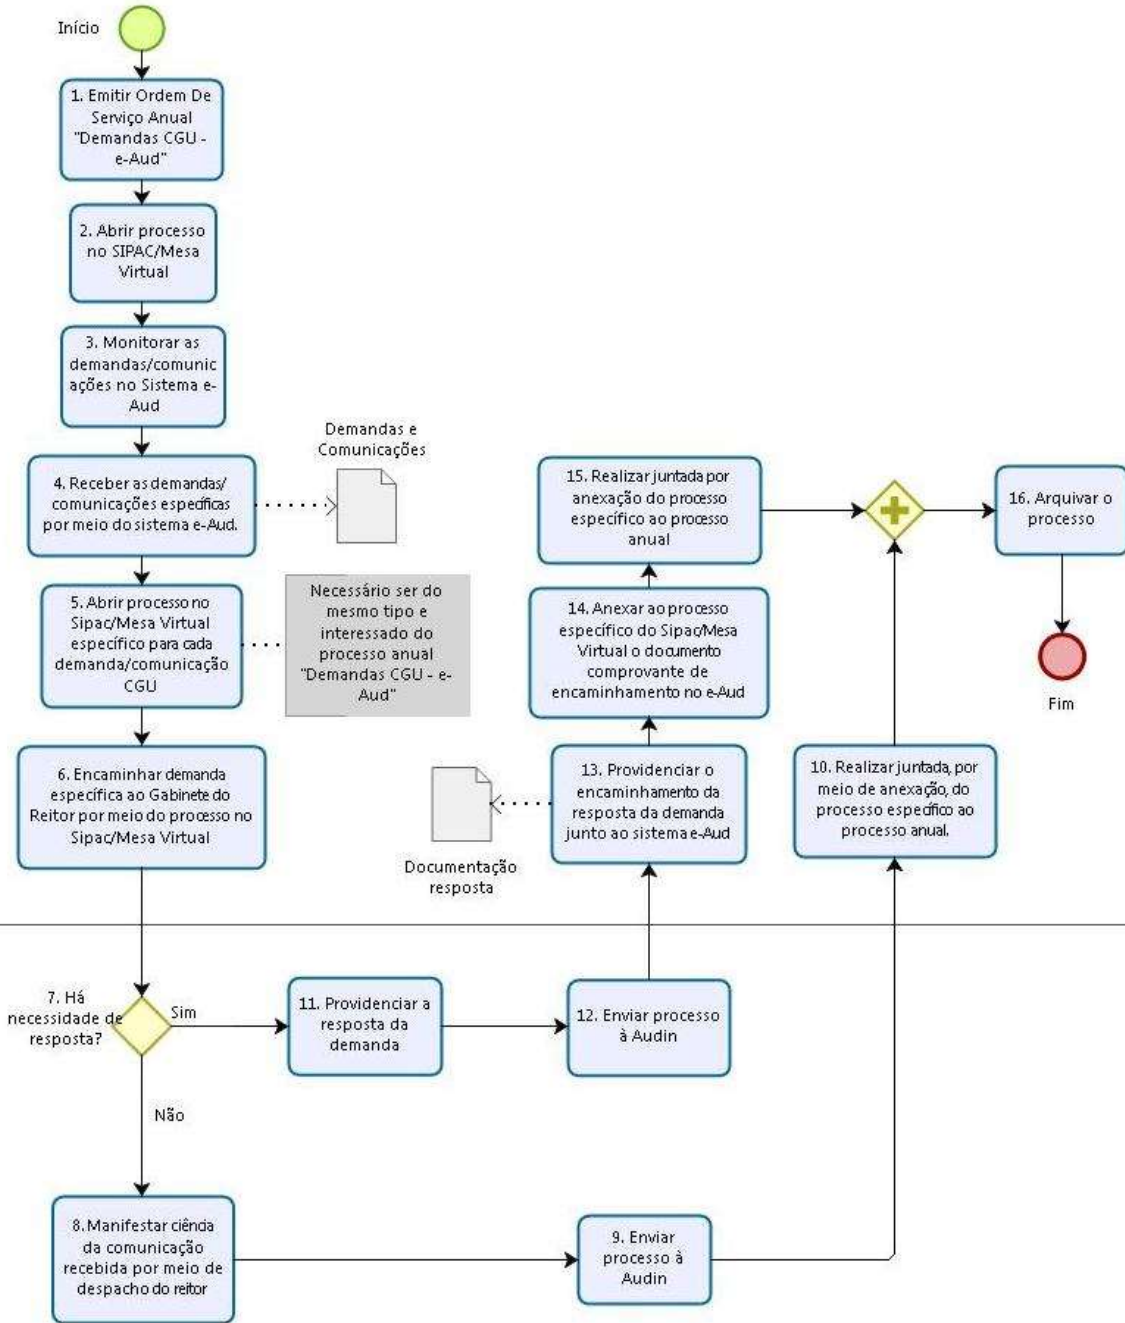 Início
1. Emitir Ordem De
Serviço Anual
"Demandas CGU -
e-Aud"
2. Abrir processo
no SIPAC/Mesa
Virtual
3. Monitorar as
demandas/comunic
ações no Sistema e-
Aud
4. Receber as demandas/
comunicações específicas
por meio do sistema e-Aud.
Demandas e
Comunicações
5. Abrir processo no
Sipac/Mesa Virtual
específico para cada
demanda/comunicação
CGU
Necessário ser do
mesmo tipo e
interessado do
processo anual
"Demandas CGU - e-
Aud"
6. Encaminhar demanda
específica ao Gabinete do
Reitor por meio do processo no
Sipac/Mesa Virtual
15. Realizar juntada por
anexação do processo
específico ao processo
anual
16. Arquivar o
processo
14. Anexar ao processo
específico do Sipac/Mesa
Virtual o documento
comprovante de
encaminhamento no e-Aud
Fim
13. Providenciar o
encaminhamento da
resposta da demanda
junto ao sistema e-Aud
Documentação
resposta
10. Realizar juntada, por
meio de anexação, do
processo específico ao
processo anual.
7. Há
necessidade de
resposta?
Sim
11. Providenciar a
resposta da
demanda
12. Enviar processo
à Audin
Não
8. Manifestar ciência
da comunicação
recebida por meio de
despacho do reitor
9. Enviar
processo à
Audin